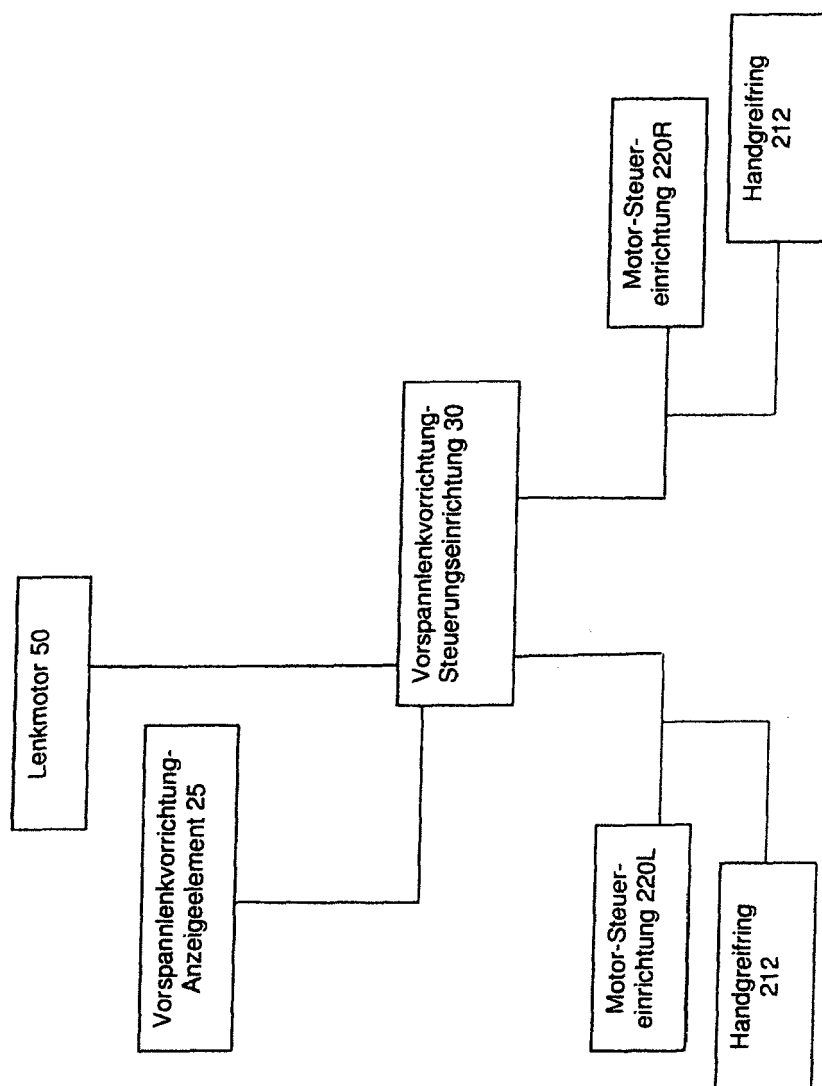 Lenkmotor 50
Vorspannlenkvorrichtung-
Anzeigeelement 25
Vorspannlenkvorrichtung-
Steuerungseinrichtung 30
Motor-Steuer-
einrichtung 220L
Motor-Steuer-
einrichtung 220R
Handgreifring
212
Handgreifring
212